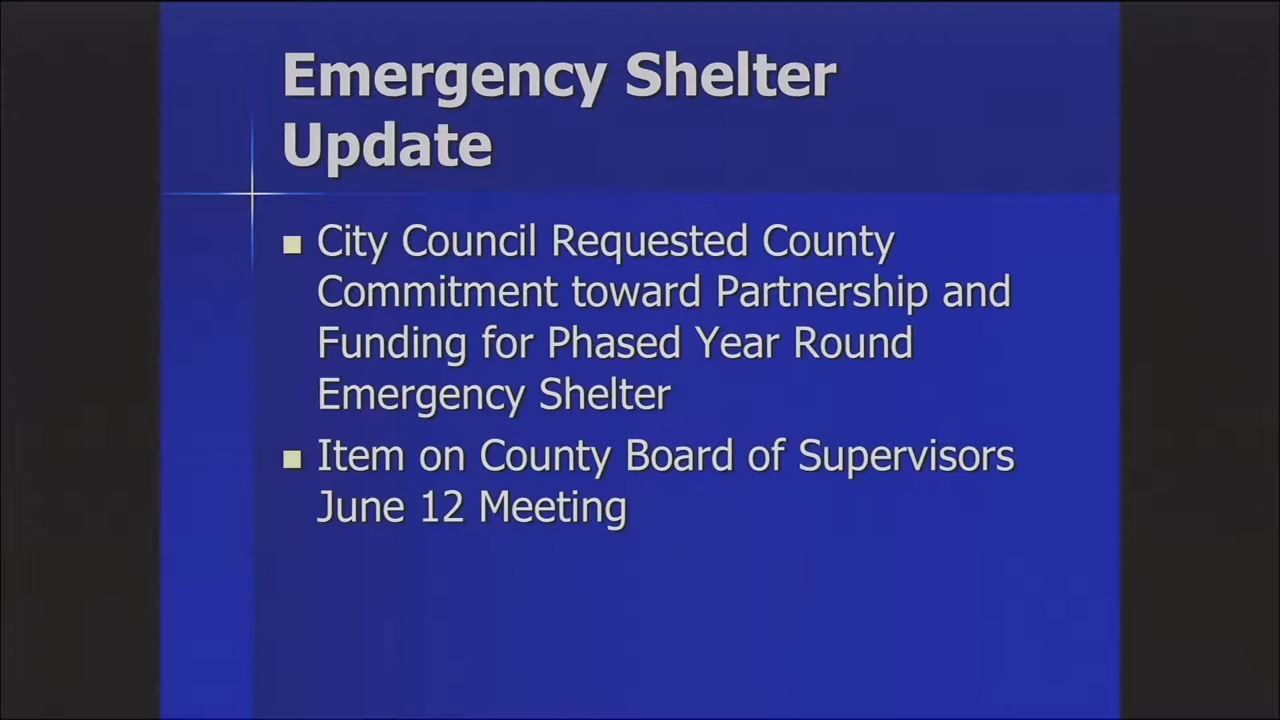 Emergency Shelter
Update
City Council Requested County
Commitment toward Partnership and
Funding for Phased Year Round
Emergency Shelter
Item on County Board of Supervisors
June 12 Meeting